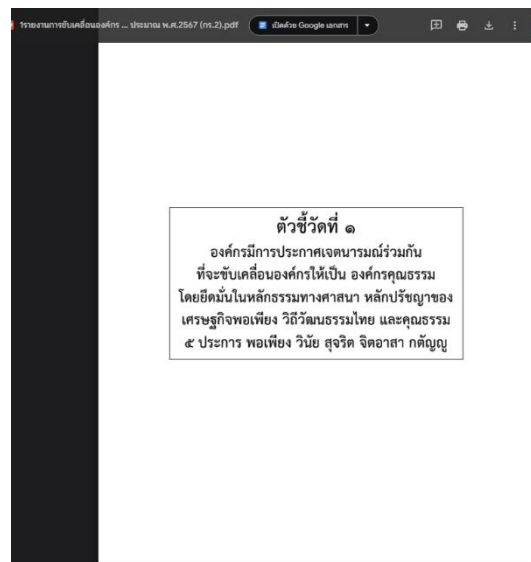 รายงานการขับเคลื่อนองค์กร ... ประมาณ พ.ศ.2567 (กร.2).pdf
เปิดด้วย Google เอกสาร
ตัวชี้วัดที่ ๑
องค์กรมีการประกาศเจตนารมณ์ร่วมกัน
ที่จะขับเคลื่อนองค์กรให้เป็น องค์กรคุณธรรม
โดยยึดมั่นในหลักธรรมทางศาสนา หลักปรัชญาของ
เศรษฐกิจพอเพียง วิถีวัฒนธรรมไทย และคุณธรรม
๕ ประการ พอเพียง วินัย สุจริต จิตอาสา กตัญญู